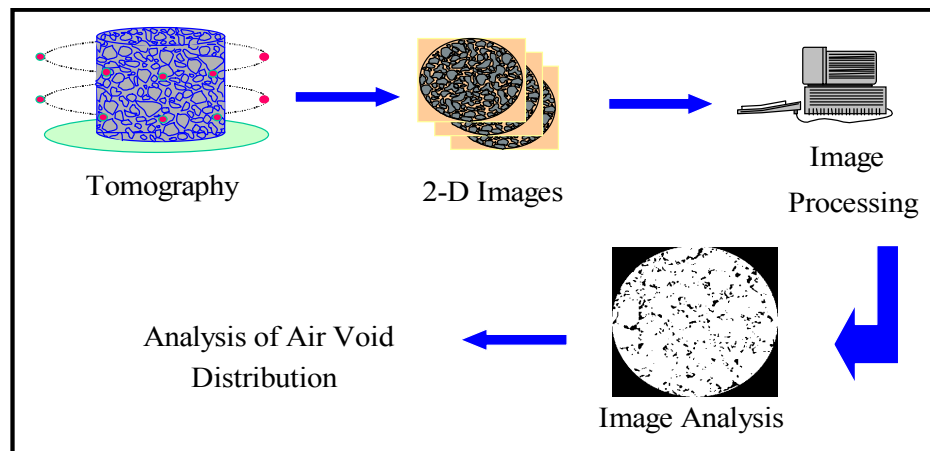 Tomography
2-D Images
Image
Processing
Image Analysis
Analysis of Air Void
Distribution